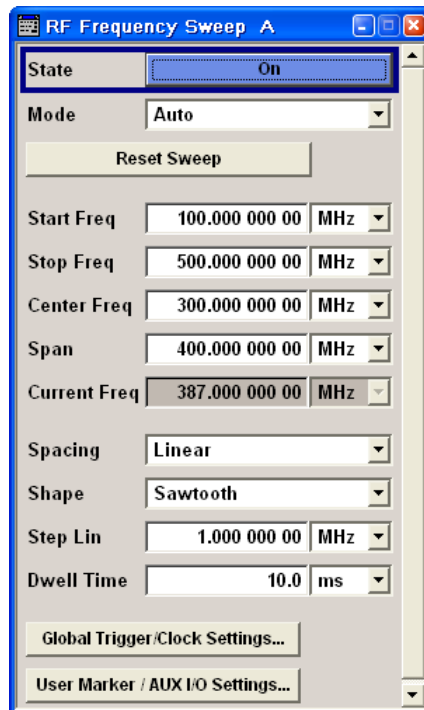 RF Frequency Sweep A
State On
Mode Auto
Reset Sweep
Start Freq 100.000 000 00 MHz
Stop Freq 500.000 000 00 MHz
Center Freq 300.000 000 00 MHz
Span 400.000 000 00 MHz
Current Freq 387.000 000 00 MHz
Spacing Linear
Shape Sawtooth
Step Lin 1.000 000 00 MHz
Dwell Time 10.0 ms
Global Trigger/Clock Settings...
User Marker / AUX I/O Settings...